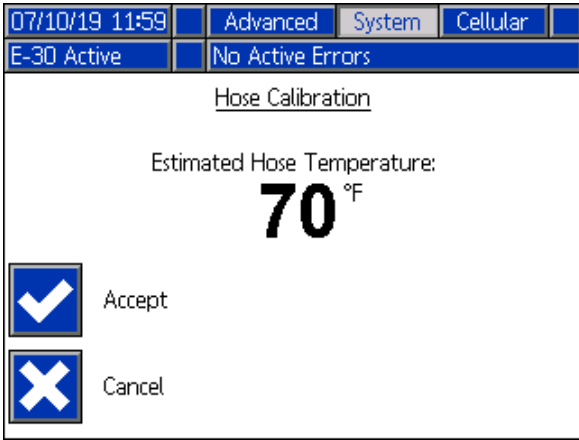 07/10/19 11:59 Advanced System Cellular
E-30 Active No Active Errors
Hose Calibration
Estimated Hose Temperature:
70 °F
Accept
Cancel